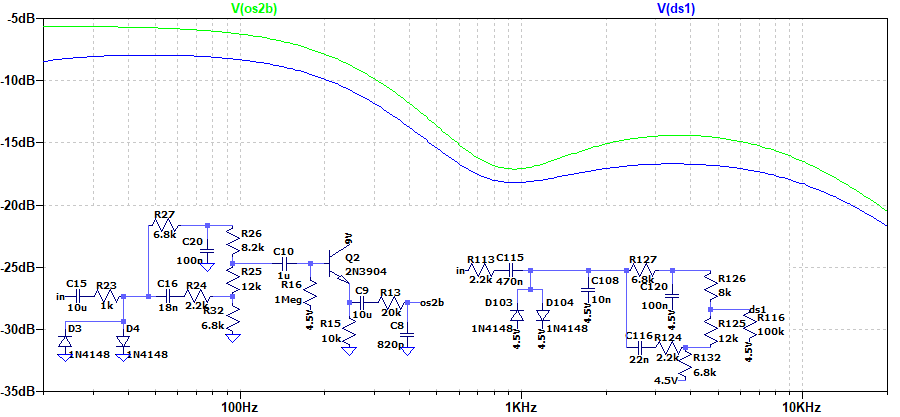 V(os2b) V(ds1)
-5dB
-10dB
-15dB
-20dB
-25dB
-30dB
-35dB
100Hz 1KHz 10KHz
R27
6.8k
C20
100n
R26
8.2k
R25
12k
C15
10u
in
R23
1k
C16
18n
R24
2.2k
R32
6.8k
D3
1N4148
D4
1N4148
C10
1u
R16
1Meg
4.5V
9V
Q2
2N3904
R15
10k
C9
10u
R13
20k
os2b
C8
820p
in
R113
2.2k
C115
470n
D103
1N4148
4.5V
D104
1N4148
4.5V
C108
10n
R127
6.8k
C120
100n
4.5V
R126
8k
ds1
R116
100k
4.5V
R125
12k
C116
22n
R124
2.2k
R132
6.8k
4.5V